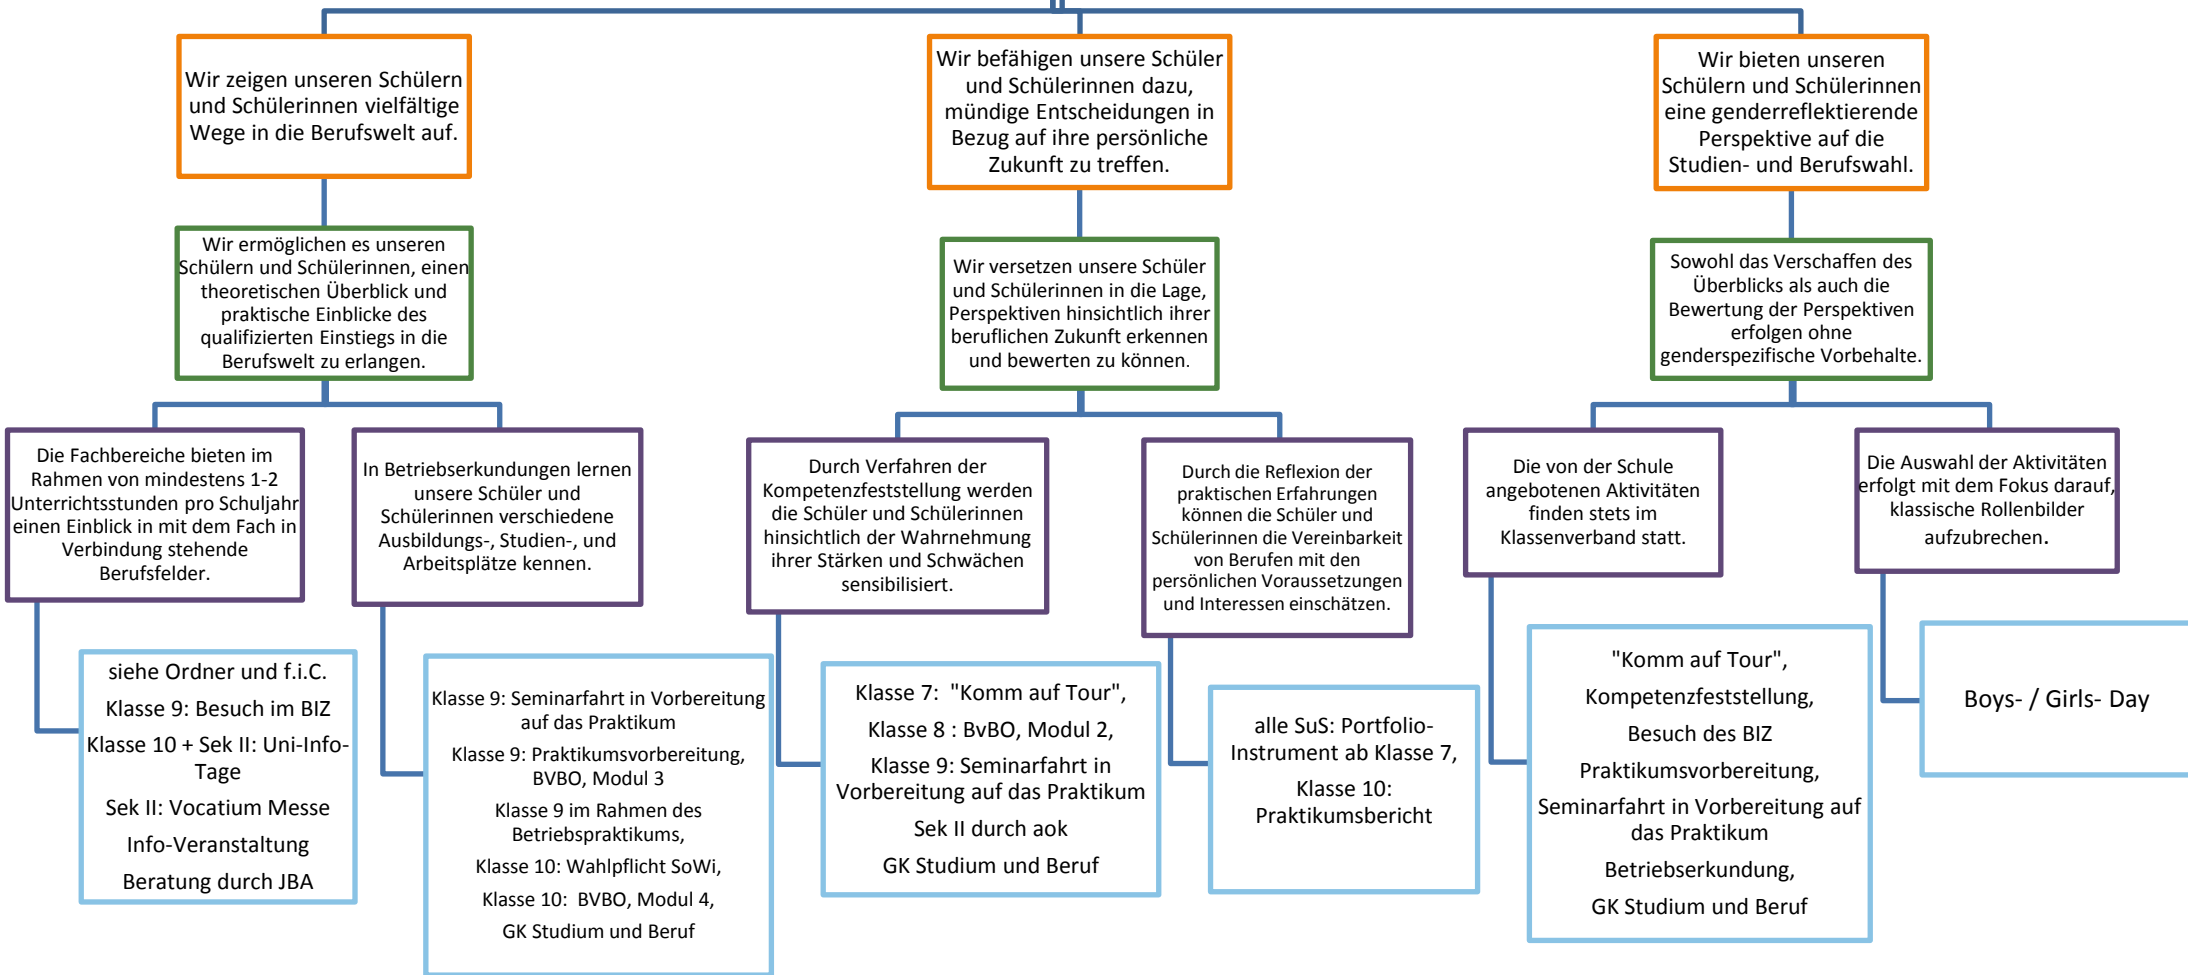 Wir zeigen unseren Schülern
und Schülerinnen vielfältige
Wege in die Berufswelt auf.
Wir befähigen unsere Schüler
und Schülerinnen dazu,
mündige Entscheidungen in
Bezug auf ihre persönliche
Zukunft zu treffen.
Wir bieten unseren
Schülern und Schülerinnen
eine genderreflektierende
Perspektive auf die
Studien- und Berufswahl.
Wir ermöglichen es unseren
Schülern und Schülerinnen, einen
theoretischen Überblick und
praktische Einblicke des
qualifizierten Einstiegs in die
Berufswelt zu erlangen.
Wir versetzen unsere Schüler
und Schülerinnen in die Lage,
Perspektiven hinsichtlich ihrer
beruflichen Zukunft erkennen
und bewerten zu können.
Sowohl das Verschaffen des
Überblicks als auch die
Bewertung der Perspektiven
erfolgen ohne
genderspezifische Vorbehalte.
Die Fachbereiche bieten im
Rahmen von mindestens 1-2
Unterrichtsstunden pro Schuljahr
einen Einblick in mit dem Fach in
Verbindung stehende
Berufsfelder.
In Betriebserkundungen lernen
unsere Schüler und
Schülerinnen verschiedene
Ausbildungs-, Studien-, und
Arbeitsplätze kennen.
Durch Verfahren der
Kompetenzfeststellung werden
die Schüler und Schülerinnen
hinsichtlich der Wahrnehmung
ihrer Stärken und Schwächen
sensibilisiert.
Durch die Reflexion der
praktischen Erfahrungen
können die Schüler und
Schülerinnen die Vereinbarkeit
von Berufen mit den
persönlichen Voraussetzungen
und Interessen einschätzen.
Die von der Schule
angebotenen Aktivitäten
finden stets im
Klassenverband statt.
Die Auswahl der Aktivitäten
erfolgt mit dem Fokus darauf,
klassische Rollenbilder
aufzubrechen.
siehe Ordner und f.i.C.
Klasse 9: Besuch im BIZ
Klasse 10 + Sek II: Uni-Info-
Tage
Sek II: Vocatium Messe
Info-Veranstaltung
Beratung durch JBA
Klasse 9: Seminarfahrt in Vorbereitung
auf das Praktikum
Klasse 9: Praktikumsvorbereitung,
BVBO, Modul 3
Klasse 9 im Rahmen des
Betriebspraktikums,
Klasse 10: Wahlpflicht SoWi,
Klasse 10: BVBO, Modul 4,
GK Studium und Beruf
Klasse 7: "Komm auf Tour",
Klasse 8 : BvBO, Modul 2,
Klasse 9: Seminarfahrt in
Vorbereitung auf das Praktikum
Sek II durch aok
GK Studium und Beruf
alle SuS: Portfolio-
Instrument ab Klasse 7,
Klasse 10:
Praktikumsbericht
"Komm auf Tour",
Kompetenzfeststellung,
Besuch des BIZ
Praktikumsvorbereitung,
Seminarfahrt in Vorbereitung auf
das Praktikum
Betriebserkundung,
GK Studium und Beruf
Boys- / Girls- Day